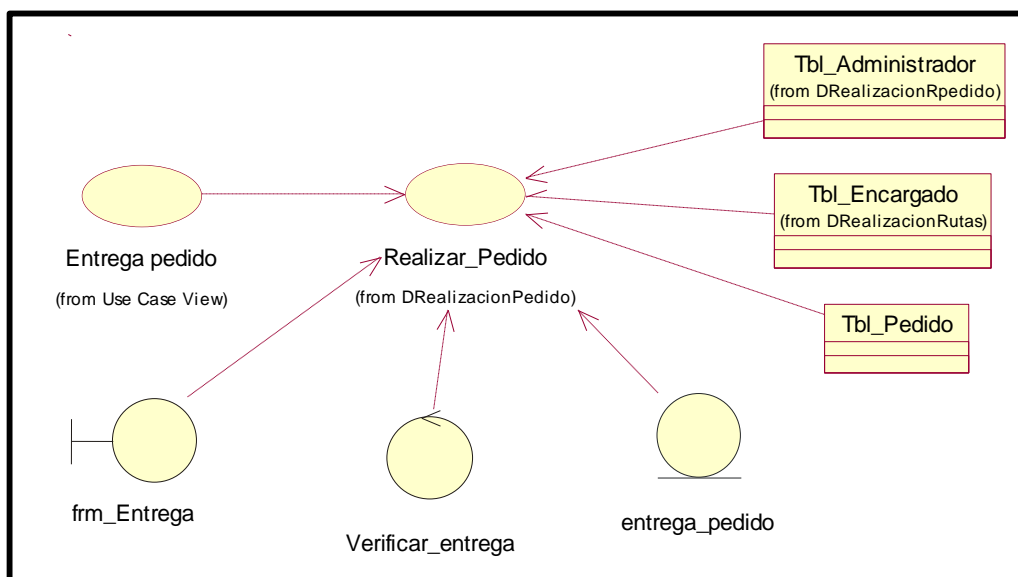 Tbl_Administrador
(from DRealizacionRpedido)
Tbl_Encargado
(from DRealizacionRutas)
Entrega pedido
(from Use Case View)
Realizar_Pedido
(from DRealizacionPedido)
Tbl_Pedido
frm_Entrega
Verificar_entrega
entrega_pedido